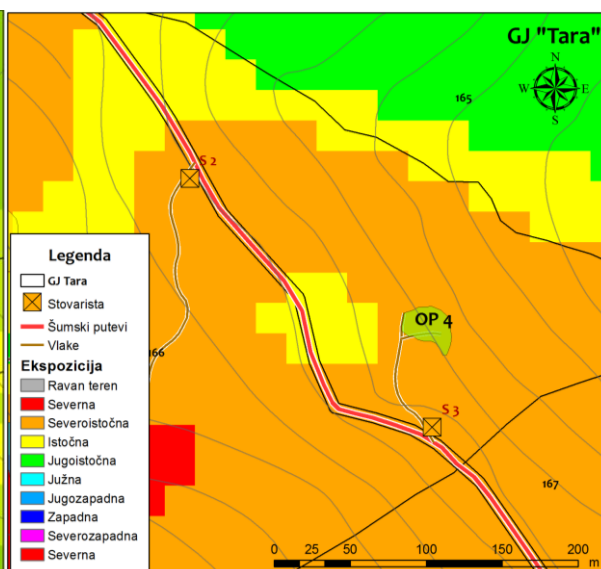 GJ "Tara"
N
W E
S
165
S 2
166
OP 4
S 3
167
Legenda
GJ Tara
Stovarista
Šumski putevi
Vlake
Ekspozicija
Ravan teren
Severna
Severoistočna
Istočna
Jugoistočna
Južna
Jugozapadna
Zapadna
Severozapadna
Severna
0 25 50 100 150 200
m